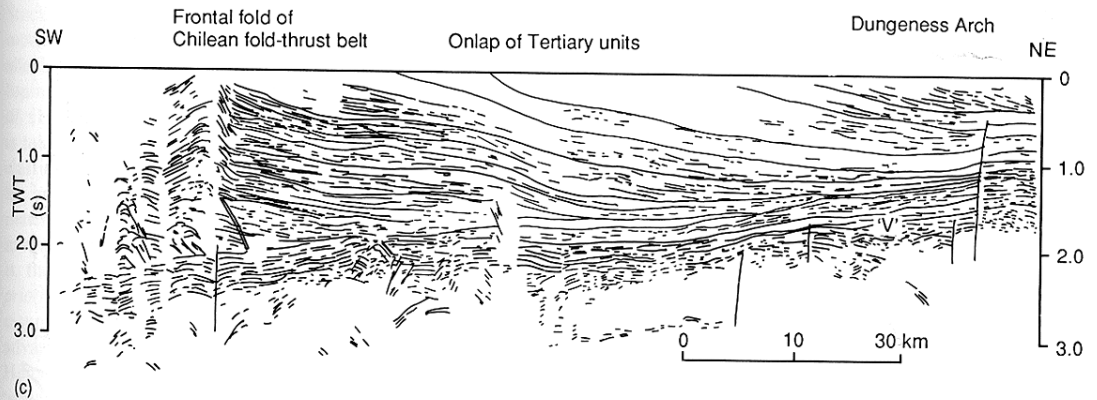 Frontal fold of
Chilean fold-thrust belt
SW
Onlap of Tertiary units
Dungeness Arch
NE
0
0
1.0
1.0
TWT
(s)
2.0
2.0
V
3.0
3.0
0 10 30 km
(c)